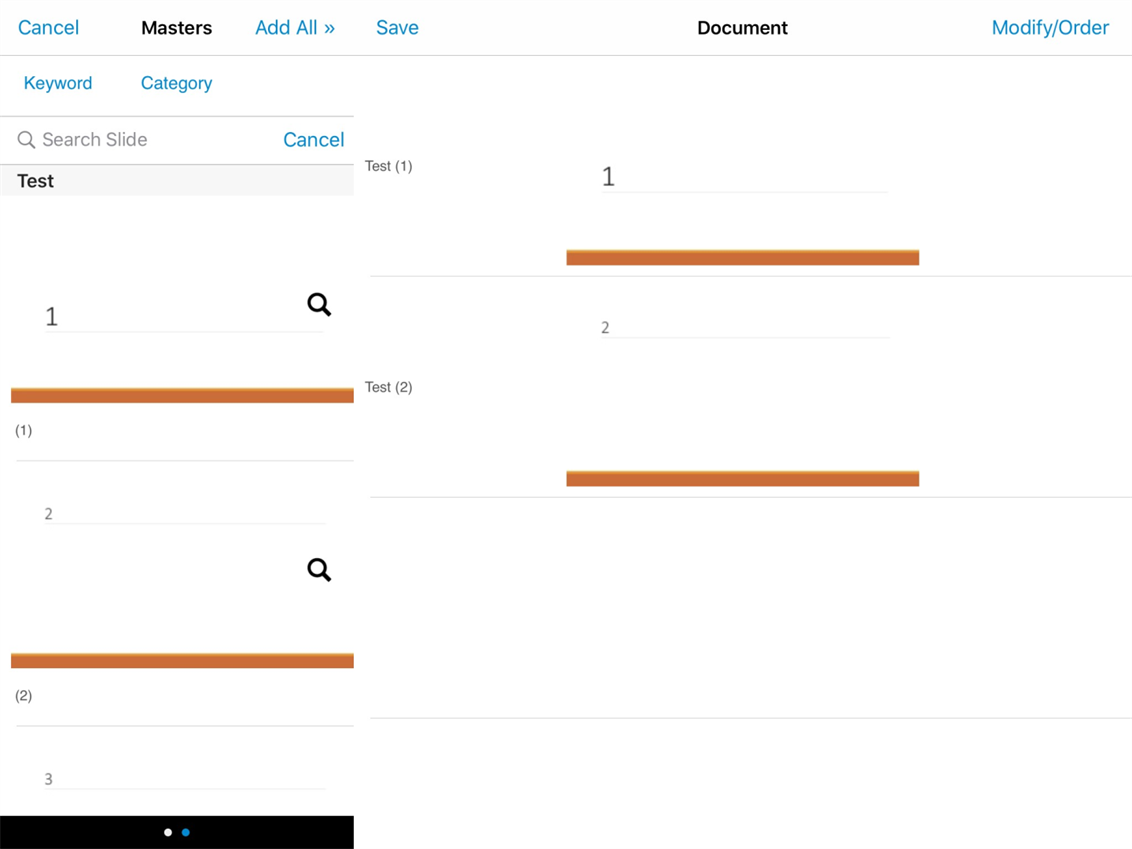 Cancel Masters Add All »
Keyword Category
Search Slide Cancel
Test
1
(1)
2
(2)
3
Save Document Modify/Order
Test (1)
1
2
Test (2)